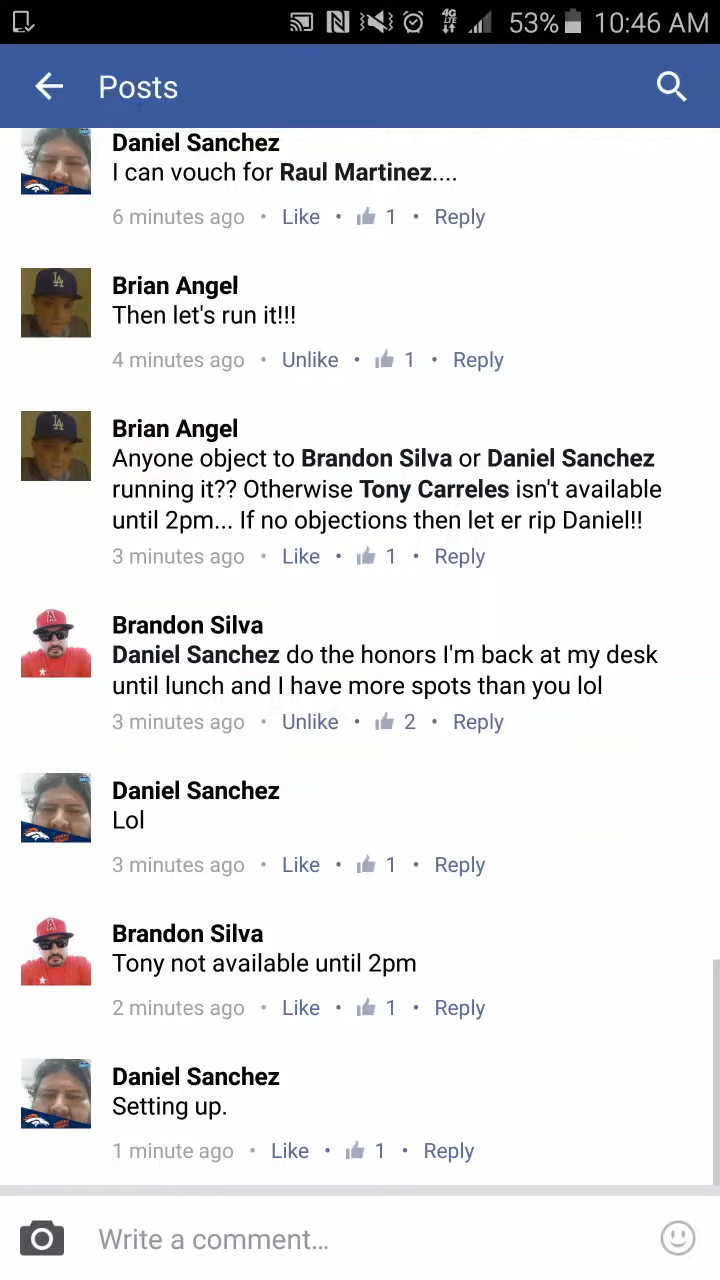 4G
LTE
53%
10:46 AM
Posts
Daniel Sanchez
I can vouch for Raul Martinez....
6 minutes ago • Like • 1 • Reply
Brian Angel
Then let's run it!!!
4 minutes ago • Unlike • 1 • Reply
Brian Angel
Anyone object to Brandon Silva or Daniel Sanchez
running it?? Otherwise Tony Carreles isn't available
until 2pm... If no objections then let er rip Daniel!!
3 minutes ago • Like • 1 • Reply
Brandon Silva
Daniel Sanchez do the honors I'm back at my desk
until lunch and I have more spots than you lol
3 minutes ago • Unlike • 2 • Reply
Daniel Sanchez
Lol
3 minutes ago • Like • 1 • Reply
Brandon Silva
Tony not available until 2pm
2 minutes ago • Like • 1 • Reply
Daniel Sanchez
Setting up.
1 minute ago • Like • 1 • Reply
Write a comment...